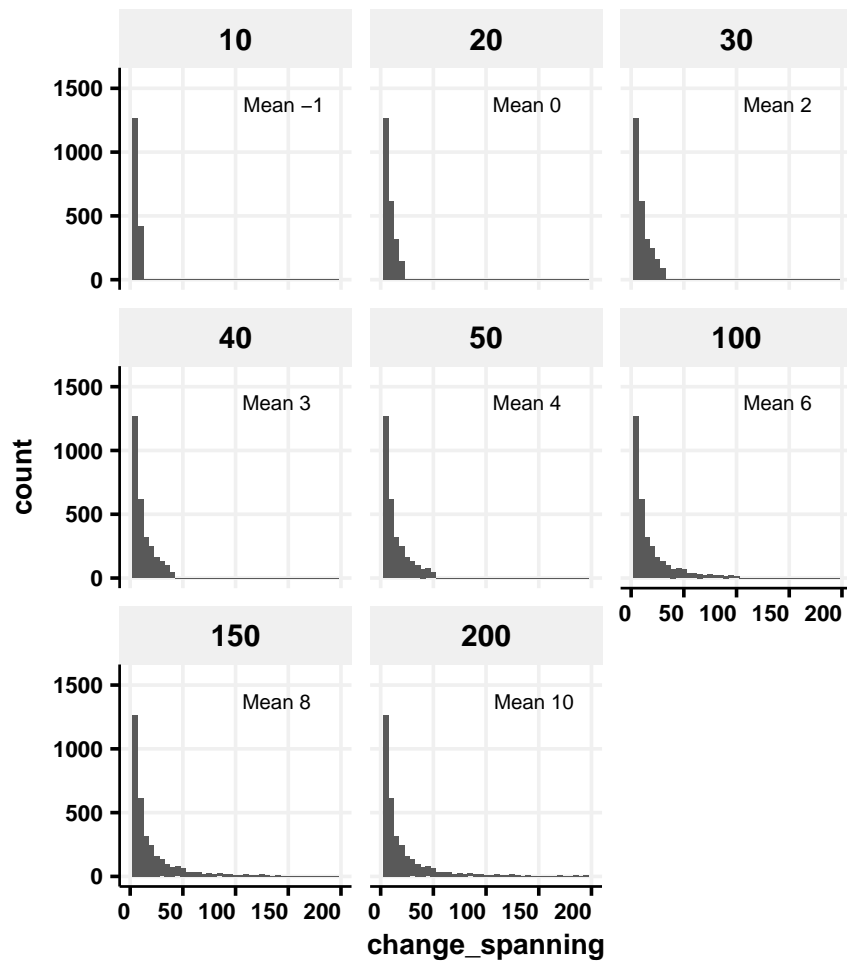 10 20 30
1500
1000
500
0
Mean −1
Mean 0
Mean 2
40 50 100
1500
1000
500
0
Mean 3
Mean 4
Mean 6
0 50 100 150 200
150 200
1500
1000
500
0
Mean 8
Mean 10
0 50 100 150 200
0 50 100 150 200
count
change_spanning